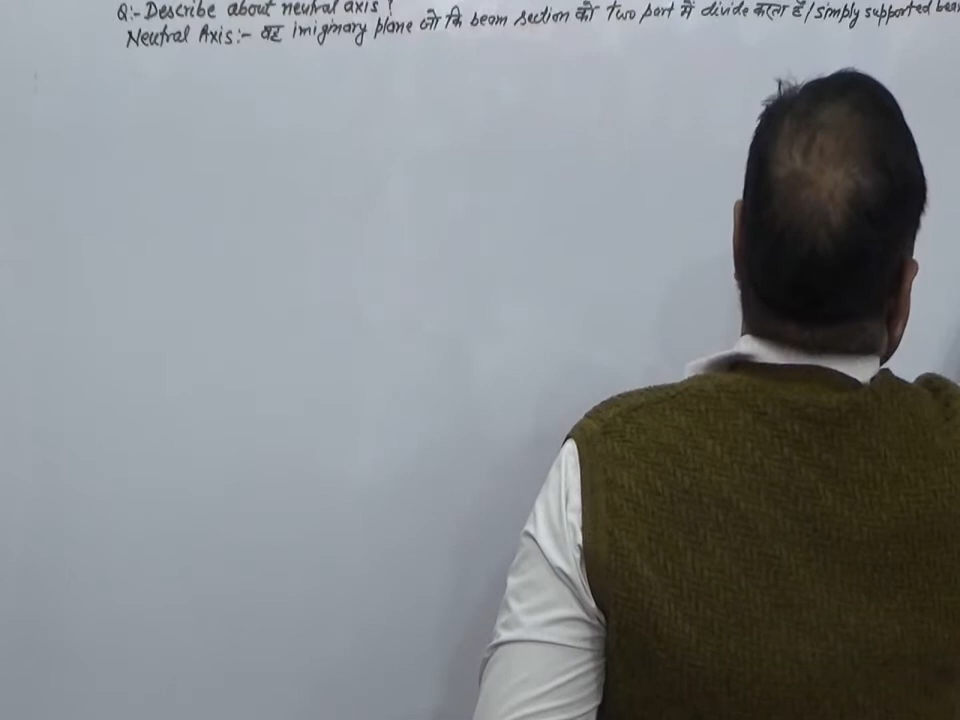 Q:- Describe about neutral axis?
Neutral Axis:- वह imiginary plane जो कि beam section को two part में divide करता है/simply supported bea